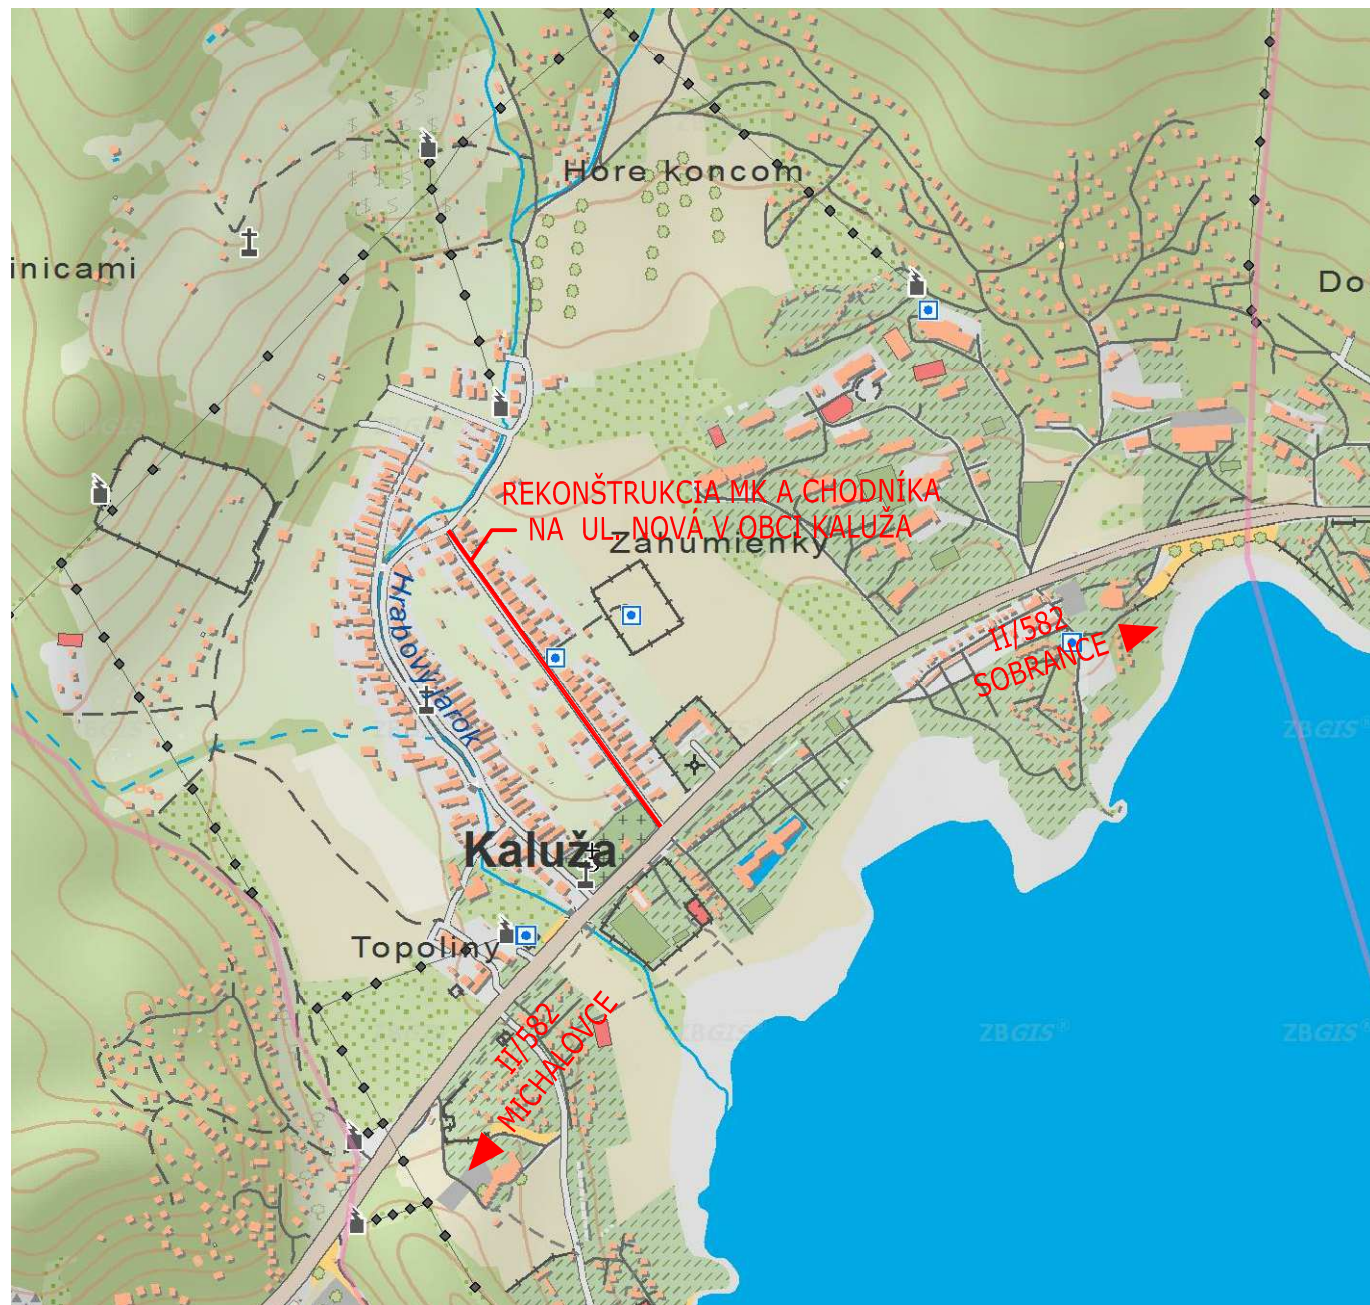 Hore koncom
inicami
Do
REKONŠTRUKCIA MK A CHODNÍKA
NA UL. NOVÁ V OBCI KALUŽA
Zahumienky
Hrabový jarok
II/582
SOBRANCE
ZBGIS®
Kaluža
Topoliny
II/582
MICHALOVCE
ZBGIS®
ZBGIS®
ZBGIS®